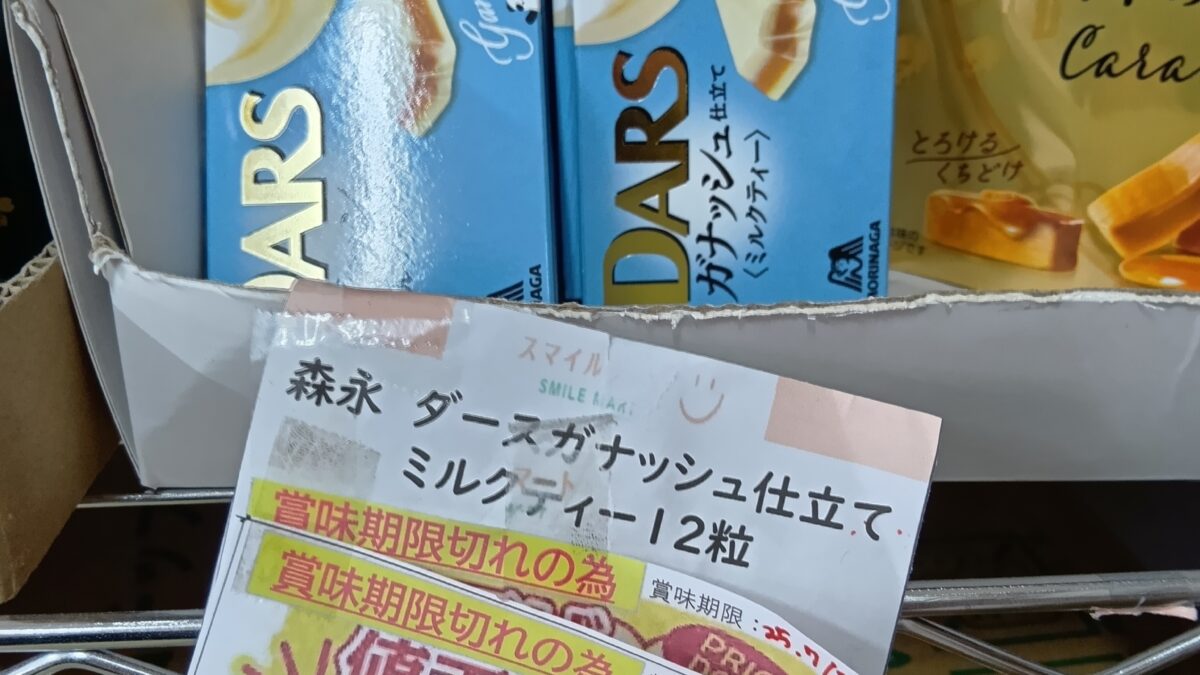 DARS
DARS
ガナッシュ仕立て
〈ミルクティー〉
MORINAGA
MORINAGA
とろける
くちどけ
スマイル
SMILE MART
森永 ダースガナッシュ仕立て
ミルクティー12粒
賞味期限切れの為
賞味期限切れの為
賞味期限:25.7